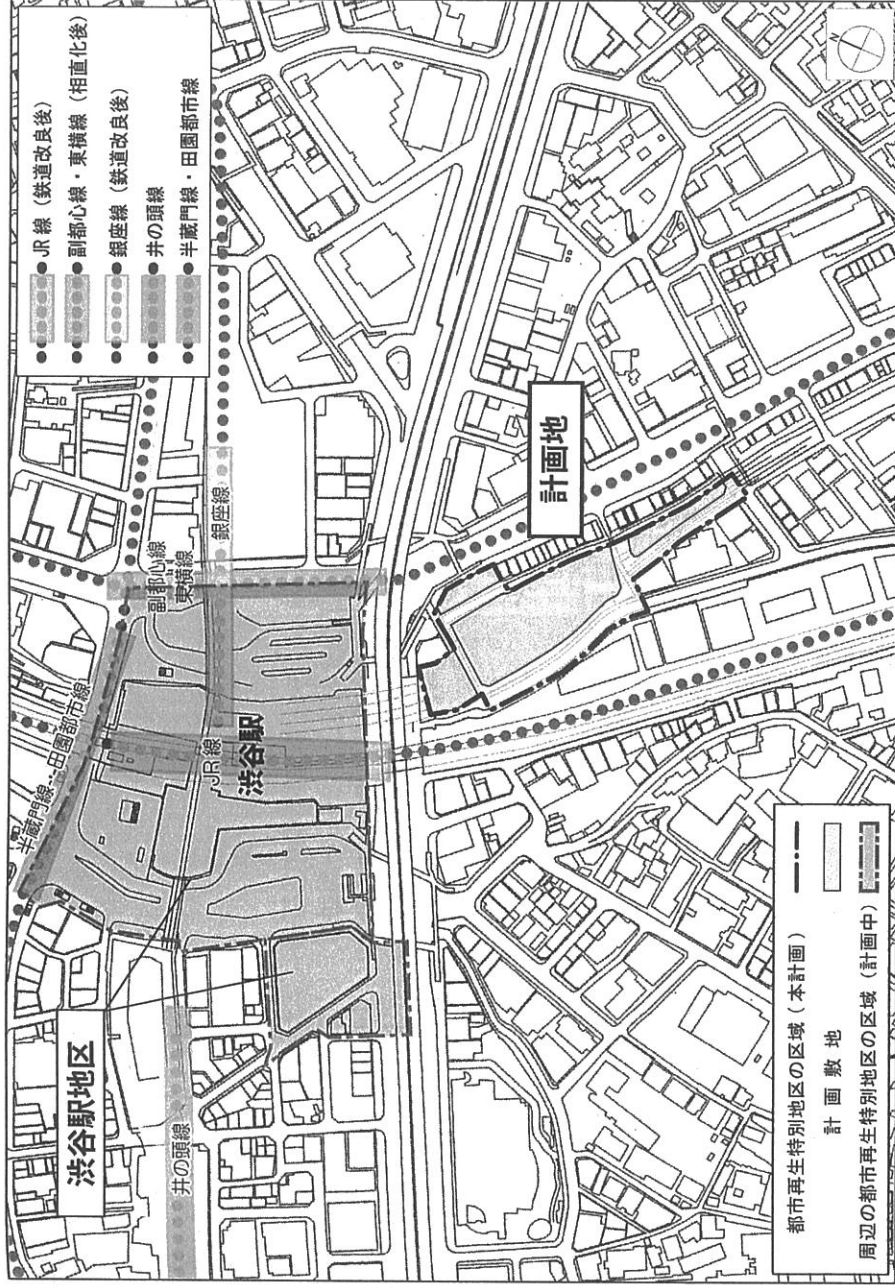 JR線(鉄道改良後)
副都心線・東横線(相直化後)
銀座線(鉄道改良後)
井の頭線
半蔵門線・田園都市線
N
渋谷駅地区
半蔵門線・田園都市線
副都心線
東横線
銀座線
JR線
渋谷駅
井の頭線
計画地
都市再生特別地区の区域(本計画)
計画敷地
周辺の都市再生特別地区の区域(計画中)